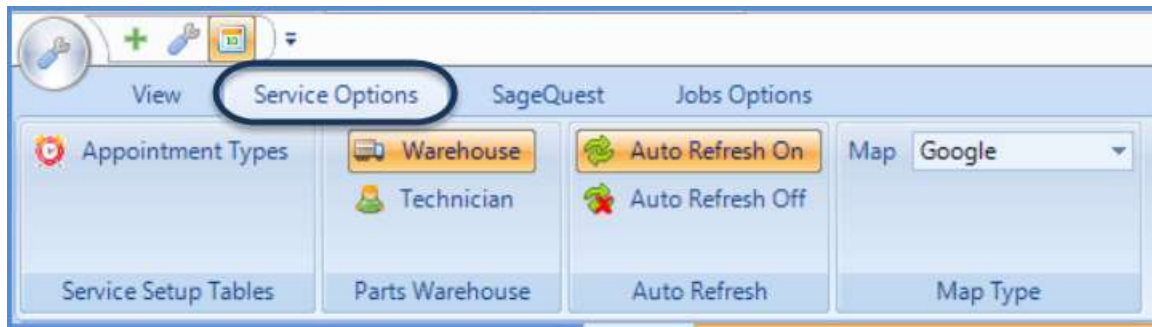 10
View Service Options SageQuest Jobs Options
Appointment Types Warehouse Auto Refresh On Map Google
Technician Auto Refresh Off
Service Setup Tables Parts Warehouse Auto Refresh Map Type